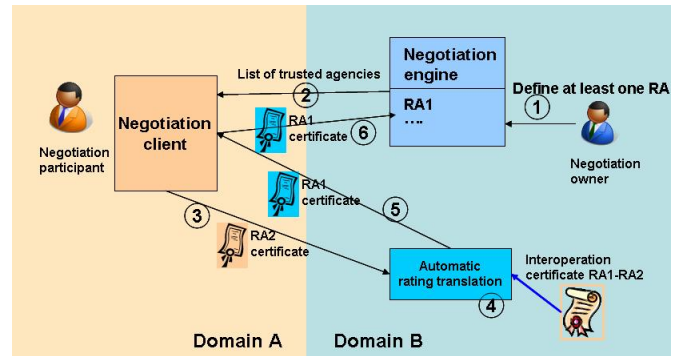 Negotiation
engine
List of trusted agencies
Define at least one RA
2
RA1
....
1
Negotiation
client
RA1
certificate
6
Negotiation
participant
Negotiation
owner
RA1
certificate
5
3
RA2
certificate
Automatic
rating translation
4
Interoperation
certificate RA1-RA2
Domain A
Domain B